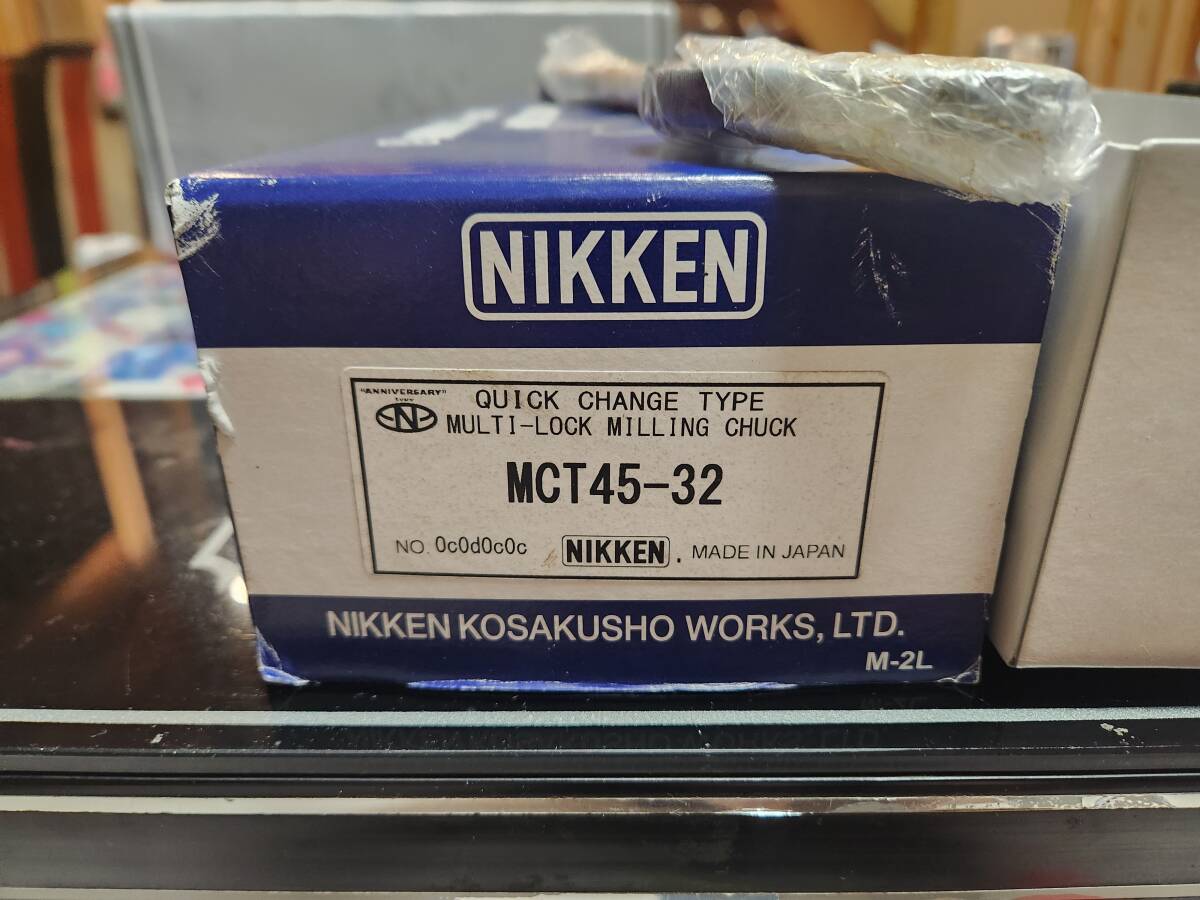 NIKKEN
"ANNIVERSARY"
N
QUICK CHANGE TYPE
MULTI-LOCK MILLING CHUCK
MCT45-32
NO. 0c0d0c0c NIKKEN. MADE IN JAPAN
NIKKEN KOSAKUSHO WORKS, LTD.
M-2L